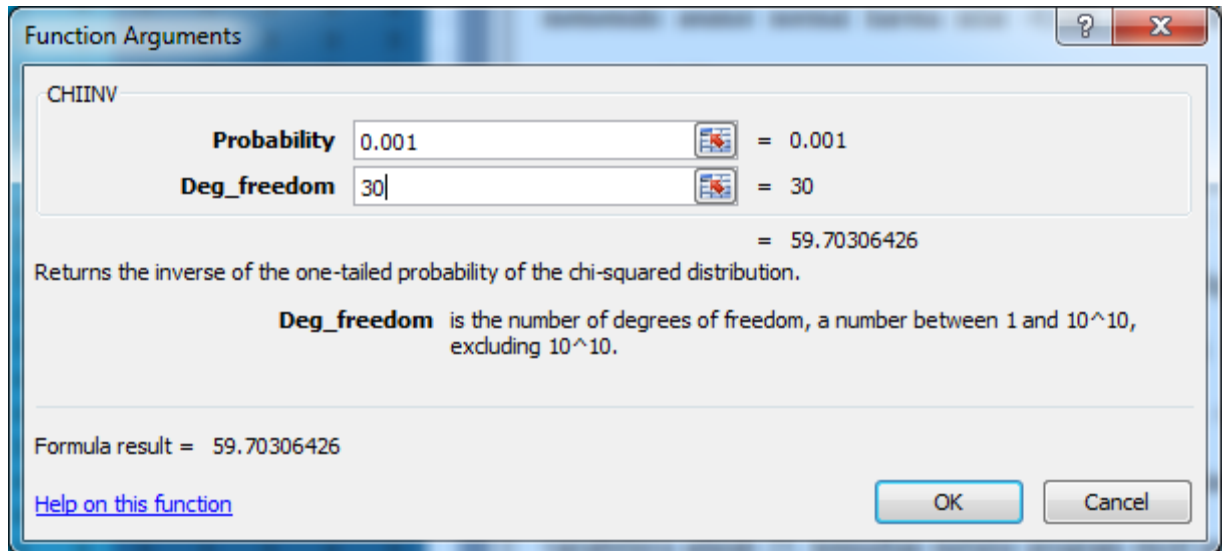 Function Arguments
CHIINV
Probability 0.001 = 0.001
Deg_freedom 30 = 30
= 59.70306426
Returns the inverse of the one-tailed probability of the chi-squared distribution.
Deg_freedom is the number of degrees of freedom, a number between 1 and 10^10,
excluding 10^10.
Formula result = 59.70306426
Help on this function OK Cancel